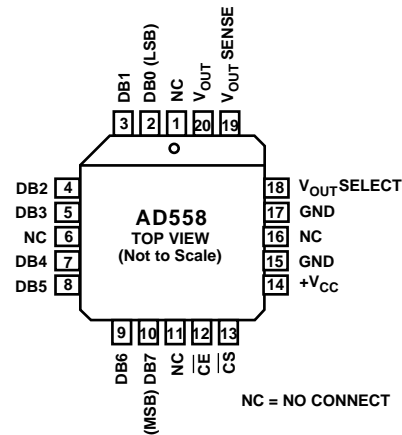 DB1
DB0 (LSB)
NC
VOUT
VOUT SENSE
3
2
1
20
19
DB2 4
DB3 5
NC 6
DB4 7
DB5 8
AD558
TOP VIEW
(Not to Scale)
18 VOUT SELECT
17 GND
16 NC
15 GND
14 +VCC
9
10
11
12
13
DB6
(MSB) DB7
NC
CE
CS
NC = NO CONNECT